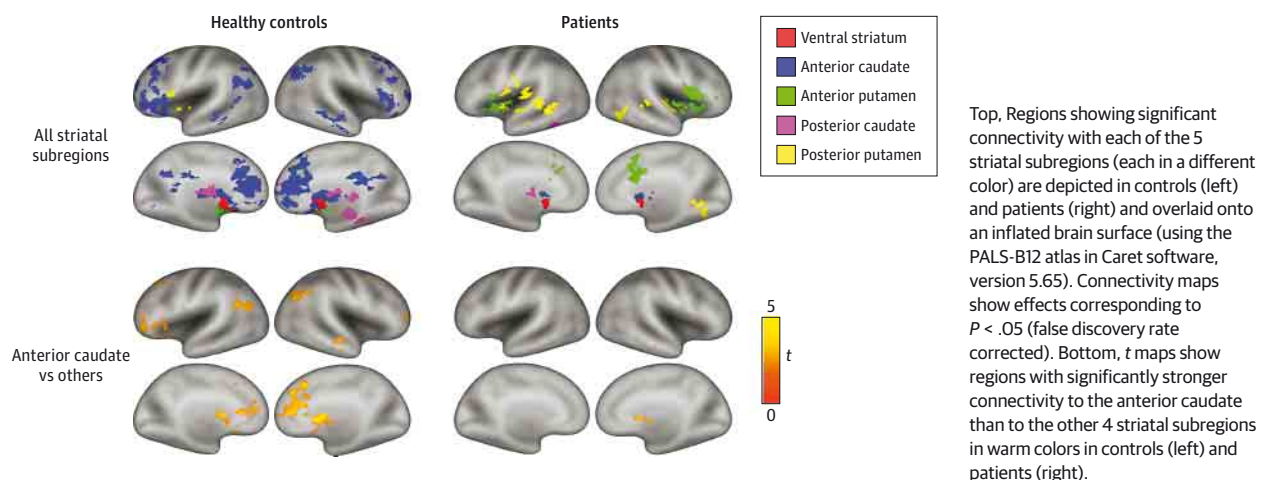 Healthy controls
Patients
Ventral striatum
Anterior caudate
Anterior putamen
Posterior caudate
Posterior putamen
All striatal
subregions
Anterior caudate
vs others
5
t
0
Top, Regions showing significant
connectivity with each of the 5
striatal subregions (each in a different
color) are depicted in controls (left)
and patients (right) and overlaid onto
an inflated brain surface (using the
PALS-B12 atlas in Caret software,
version 5.65). Connectivity maps
show effects corresponding to
P < .05 (false discovery rate
corrected). Bottom, t maps show
regions with significantly stronger
connectivity to the anterior caudate
than to the other 4 striatal subregions
in warm colors in controls (left) and
patients (right).